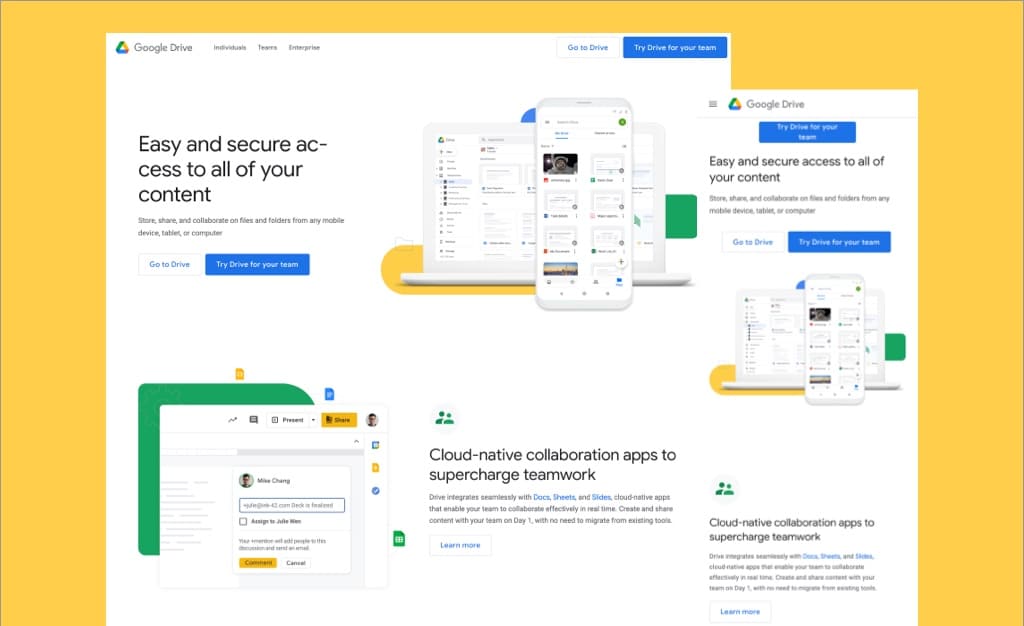 Google Drive
Individuals Teams Enterprise
Go to Drive
Try Drive for your team
Easy and secure ac-
cess to all of your
content
Store, share, and collaborate on files and folders from any mobile
device, tablet, or computer
Go to Drive
Try Drive for your team
Present
Share
Mike Chang
+julie@ink-42.com Deck is finalized
Assign to Julie Wen
Your +mention will add people to this
discussion and send an email.
Comment
Cancel
Cloud-native collaboration apps to
supercharge teamwork
Drive integrates seamlessly with Docs, Sheets, and Slides, cloud-native apps
that enable your team to collaborate effectively in real time. Create and share
content with your team on Day 1, with no need to migrate from existing tools.
Learn more
Google Drive
Try Drive for your
team
Easy and secure access to all of
your content
Store, share, and collaborate on files and folders from any
mobile device, tablet, or computer
Go to Drive
Try Drive for your team
Cloud-native collaboration apps to
supercharge teamwork
Drive integrates seamlessly with Docs, Sheets, and Slides,
cloud-native apps that enable your team to collaborate
effectively in real time. Create and share content with your
team on Day 1, with no need to migrate from existing tools.
Learn more